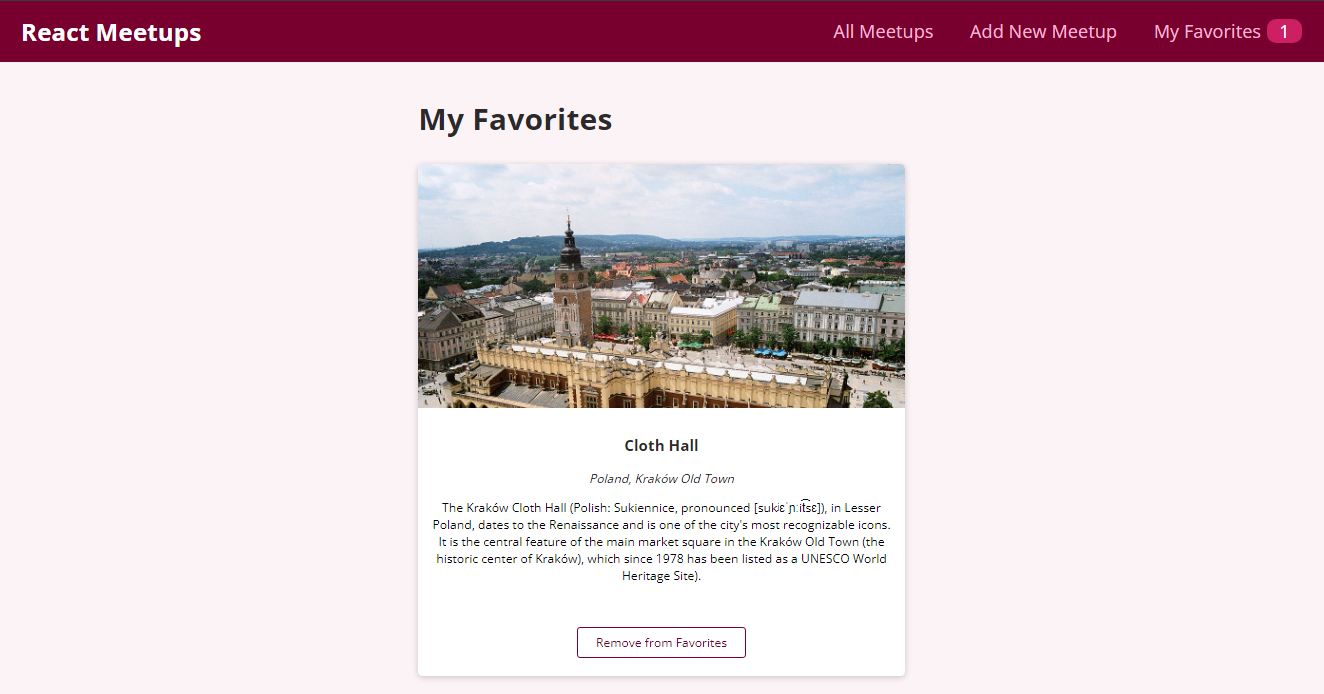 React Meetups
All Meetups
Add New Meetup
My Favorites 1
My Favorites
Cloth Hall
Poland, Kraków Old Town
The Kraków Cloth Hall (Polish: Sukiennice, pronounced [sukʲɛˈɲːit͡sɛ]), in Lesser
Poland, dates to the Renaissance and is one of the city's most recognizable icons.
It is the central feature of the main market square in the Kraków Old Town (the
historic center of Kraków), which since 1978 has been listed as a UNESCO World
Heritage Site).
Remove from Favorites